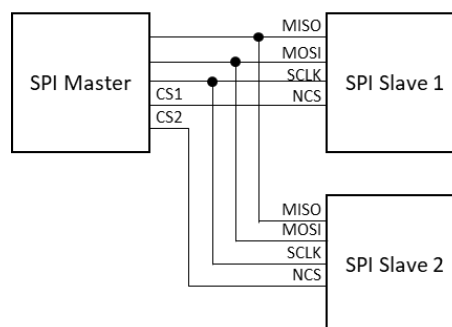 MISO
MOSI
SPI Master
SCLK
SPI Slave 1
CS1
NCS
CS2
MISO
MOSI
SCLK
SPI Slave 2
NCS